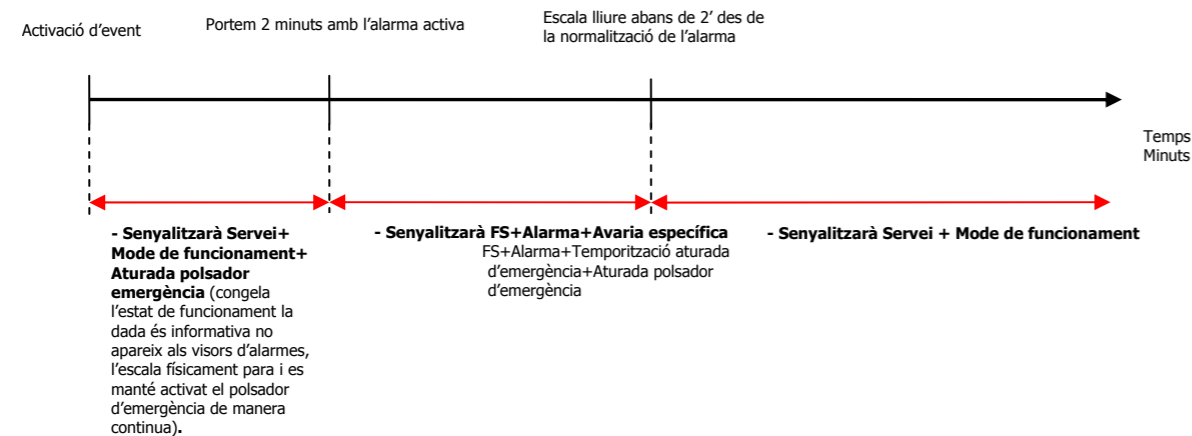 Activació d'event
Portem 2 minuts amb l'alarma activa
Escala lliure abans de 2' des de
la normalització de l'alarma
Temps
Minuts
- Senyalitzarà Servei+
Mode de funcionament+
Aturada polsador
emergència (congela
l'estat de funcionament la
dada és informativa no
apareix als visors d'alarmes,
l'escala físicament para i es
manté activat el polsador
d'emergència de manera
continua).
- Senyalitzarà FS+Alarma+Avaria específica
FS+Alarma+Temporització aturada
d'emergència+Aturada polsador
d'emergència
- Senyalitzarà Servei + Mode de funcionament